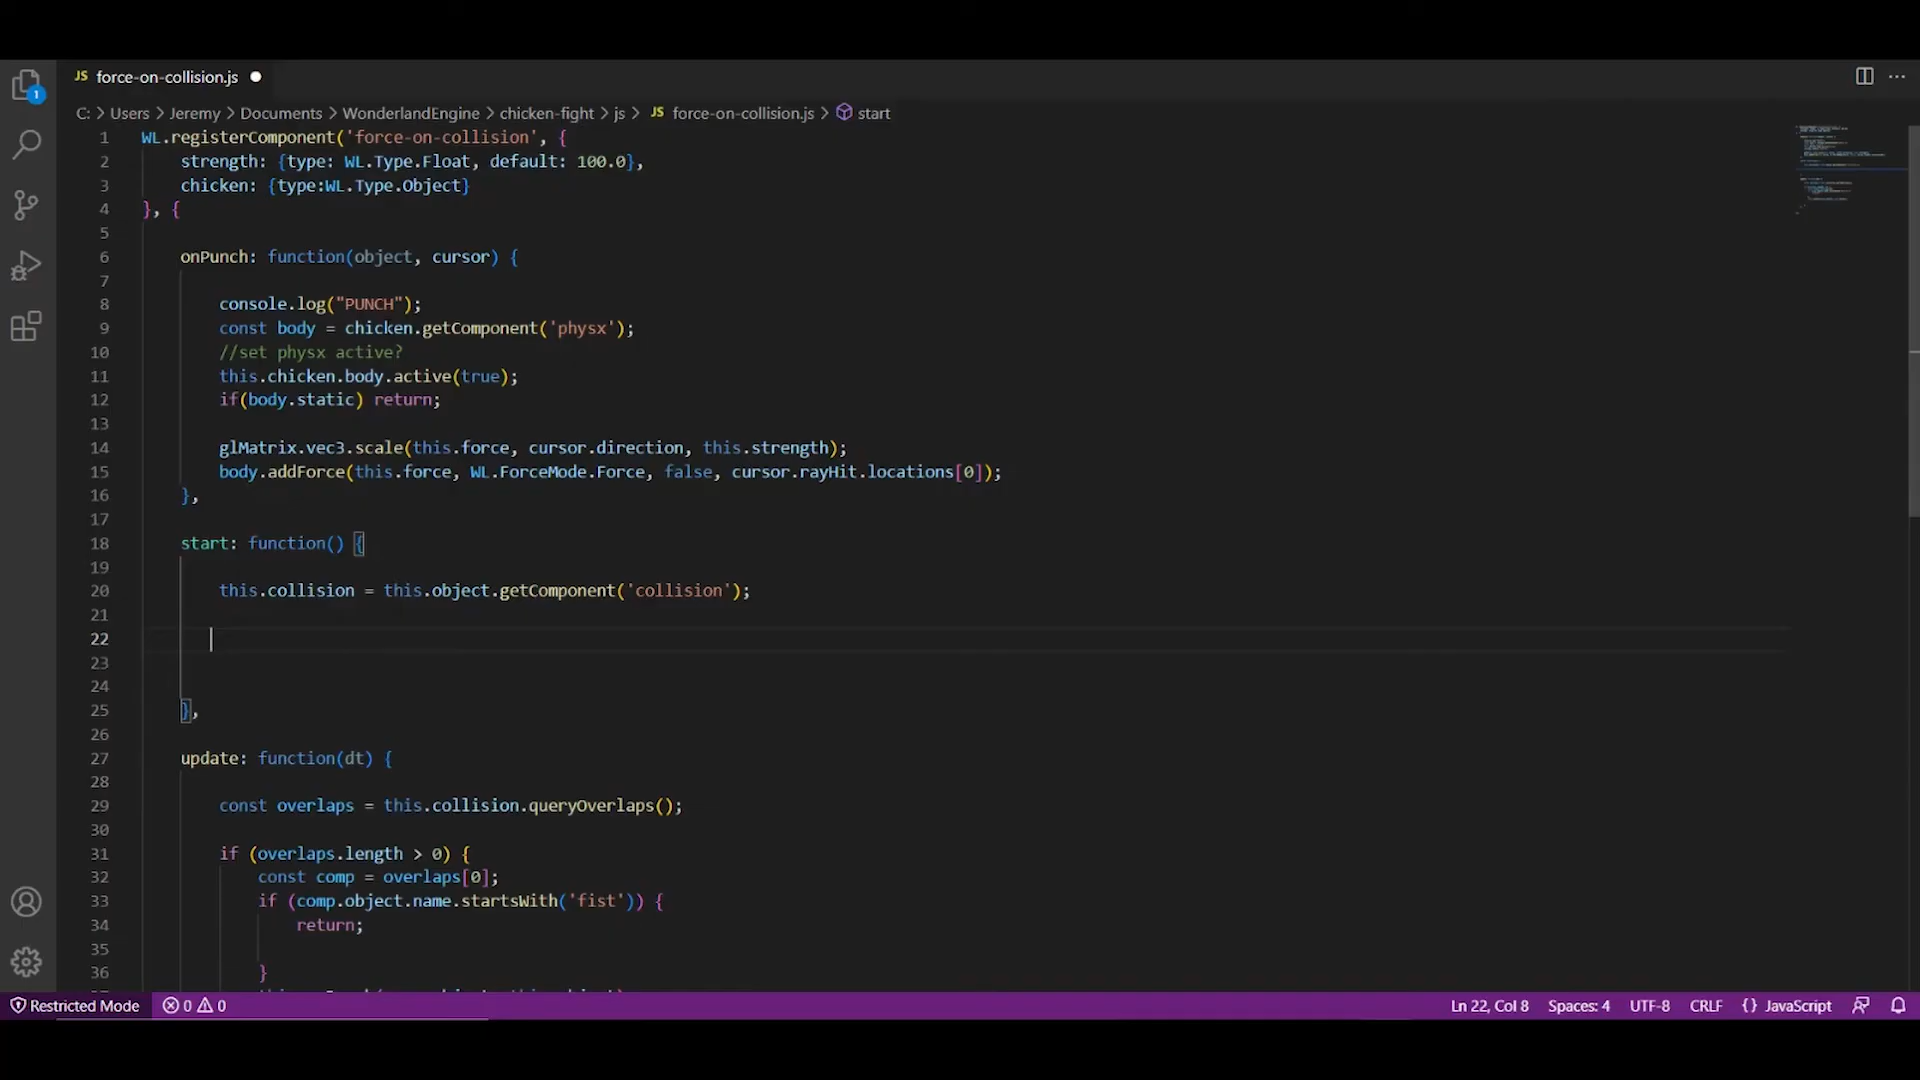 JS force-on-collision.js
C: > Users > Jeremy > Documents > WonderlandEngine > chicken-fight > js > JS force-on-collision.js > start
1 WL.registerComponent('force-on-collision', {
2 strength: {type: WL.Type.Float, default: 100.0},
3 chicken: {type:WL.Type.Object}
4 }, {
5
6 onPunch: function(object, cursor) {
7
8 console.log("PUNCH");
9 const body = chicken.getComponent('physx');
10 //set physx active?
11 this.chicken.body.active(true);
12 if(body.static) return;
13
14 glMatrix.vec3.scale(this.force, cursor.direction, this.strength);
15 body.addForce(this.force, WL.ForceMode.Force, false, cursor.rayHit.locations[0]);
16 },
17
18 start: function() {
19
20 this.collision = this.object.getComponent('collision');
21
22
23
24
25 },
26
27 update: function(dt) {
28
29 const overlaps = this.collision.queryOverlaps();
30
31 if (overlaps.length > 0) {
32 const comp = overlaps[0];
33 if (comp.object.name.startsWith('fist')) {
34 return;
35
36 }
Restricted Mode 0 0 Ln 22, Col 8 Spaces: 4 UTF-8 CRLF {} JavaScript
1